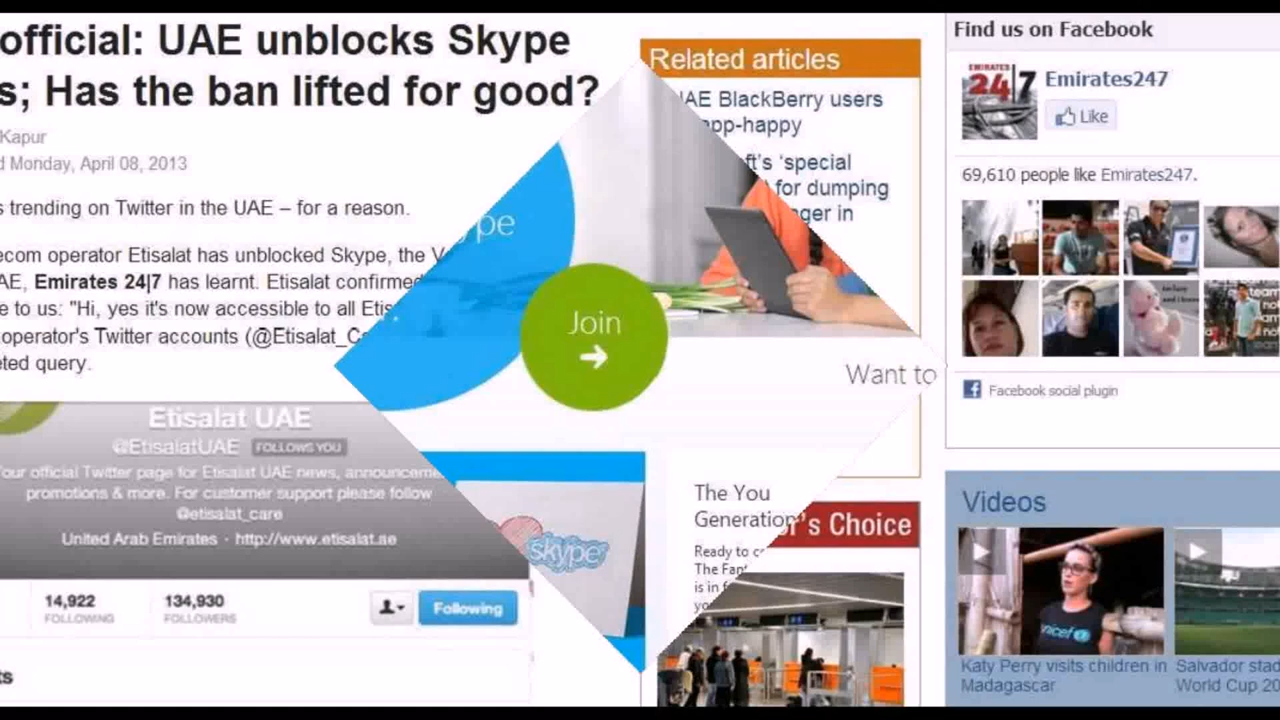 official: UAE unblocks Skype
s; Has the ban lifted for good?
Kapur
d Monday, April 08, 2013
s trending on Twitter in the UAE – for a reason.
ecom operator Etisalat has unblocked Skype, the V
AE, Emirates 24|7 has learnt. Etisalat confirmed
e to us: "Hi, yes it's now accessible to all Etis
operator's Twitter accounts (@Etisalat_C
ted query.
Etisalat UAE
@EtisalatUAE FOLLOWS YOU
our official Twitter page for Etisalat UAE news, announceme
promotions & more. For customer support please follow
@etisalat_care
United Arab Emirates · http://www.etisalat.ae
14,922
FOLLOWING
134,930
FOLLOWERS
Following
ts
ype
Join
Want to
skype
The You
Generation
Ready to c
The Fan
is in f
yo
Related articles
UAE BlackBerry users
app-happy
ft's 'special
for dumping
nger in
r's Choice
Find us on Facebook
EMIRATES
24|7
Emirates247
Like
69,610 people like Emirates247.
Facebook social plugin
Videos
unicef
Katy Perry visits children in
Madagascar
Salvador stad
World Cup 20